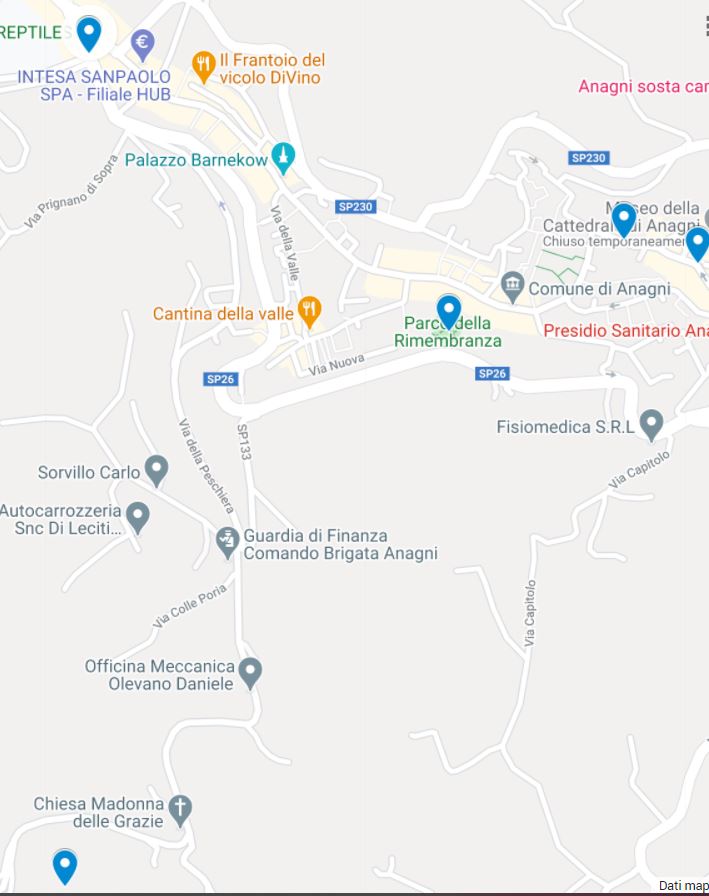 REPTILE
INTESA SANPAOLO
SPA - Filiale HUB
Il Frantoio del
vicolo DiVino
Anagni sosta car
Palazzo Barnekow
SP230
Via Prignano di Sopra
SP230
Via della Valle
Museo della
Cattedrale di Anagni
Chiuso temporaneamen
Comune di Anagni
Cantina della valle
Parco della
Rimembranza
Presidio Sanitario Ana
Via Nuova
SP26
SP26
Fisiomedica S.R.L
SP133
Via della Peschiera
Via Capitolo
Sorvillo Carlo
Autocarrozzeria
Snc Di Leciti...
Guardia di Finanza
Comando Brigata Anagni
Via Colle Poria
Via Capitolo
Officina Meccanica
Olevano Daniele
Chiesa Madonna
delle Grazie
Dati map